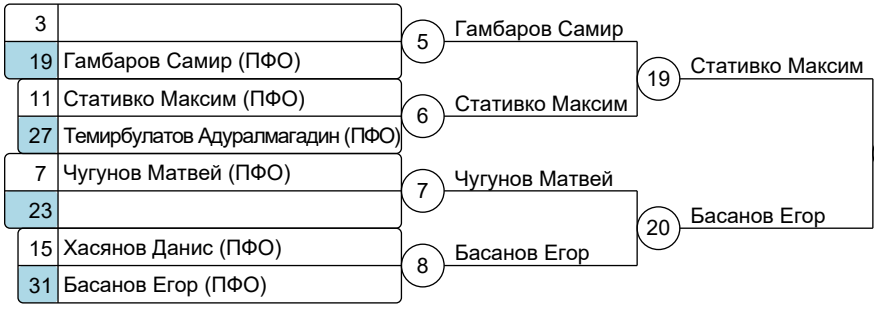 3
19 Гамбаров Самир (ПФО)
5 Гамбаров Самир
11 Стативко Максим (ПФО)
27 Темирбулатов Адуралмагадин (ПФО)
6 Стативко Максим
19 Стативко Максим
7 Чугунов Матвей (ПФО)
23
7 Чугунов Матвей
15 Хасянов Данис (ПФО)
31 Басанов Егор (ПФО)
8 Басанов Егор
20 Басанов Егор